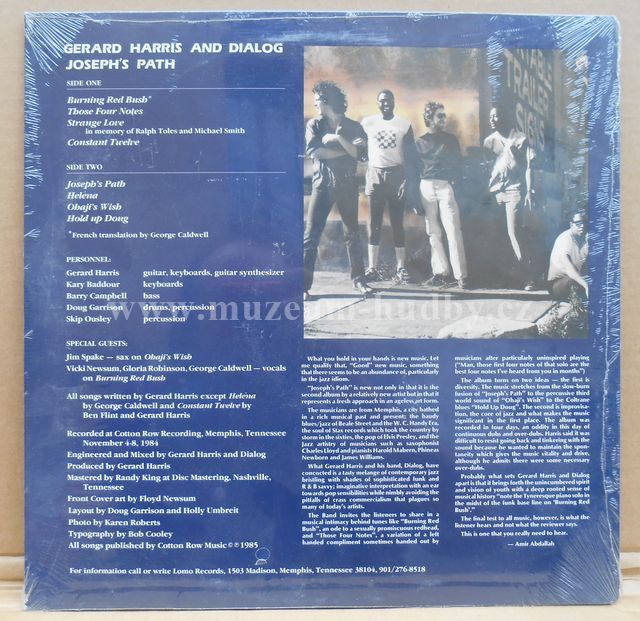 GERARD HARRIS AND DIALOG
JOSEPH'S PATH
SIDE ONE
Burning Red Bush*
Those Four Notes
Strange Love
in memory of Ralph Toles and Michael Smith
Constant Twelve
SIDE TWO
Joseph's Path
Helena
Obaji's Wish
Hold up Doug
*French translation by George Caldwell
PERSONNEL:
Gerard Harris guitar, keyboards, guitar synthesizer
Kary Baddour keyboards
Barry Campbell bass
Doug Garrison drums, percussion
Skip Ousley percussion
SPECIAL GUESTS:
Jim Spake — sax on Obaji's Wish
Vicki Newsum, Gloria Robinson, George Caldwell — vocals
on Burning Red Bush
All songs written by Gerard Harris except Helena
by George Caldwell and Constant Twelve by
Ben Flint and Gerard Harris
Recorded at Cotton Row Recording, Memphis, Tennessee
November 4-8, 1984
Engineered and Mixed by Gerard Harris and Dialog
Produced by Gerard Harris
Mastered by Randy King at Disc Mastering, Nashville,
Tennessee
Front Cover art by Floyd Newsum
Layout by Doug Garrison and Holly Umbreit
Photo by Karen Roberts
Typography by Bob Cooley
All songs published by Cotton Row Music ©℗ 1985
What you hold in your hands is new music. Let
me qualify that, "Good" new music, something
that there seems to be an abundance of, particularly
in the jazz idiom.
"Joseph's Path" is new not only in that it is the
second album by a relatively new artist but in that it
represents a fresh approach in an ageless art form.
The musicians are from Memphis, a city bathed
in a rich musical past and present; the bawdy
blues/jazz of Beale Street and the W. C. Handy Era,
the soul of Stax records which took the country by
storm in the sixties, the pop of Elvis Presley, and the
Jazz artistry of musicians such as saxophonist
Charles Lloyd and pianists Harold Mabern, Phineas
Newborn and James Williams.
What Gerard Harris and his band, Dialog, have
concocted is a tasty melange of contemporary jazz
bristling with shades of sophisticated funk and
R & B savvy; imaginative interpretation with an ear
towards pop sensibilities while nimbly avoiding the
pitfalls of crass commercialism that plagues so
many of today's artists.
The Band invites the listeners to share in a
musical intimacy behind tunes like "Burning Red
Bush", an ode to a sexually promiscuous redhead,
and "Those Four Notes", a variation of a left
handed compliment sometimes handed out by
musicians after particularly uninspired playing
("Man, those first four notes of that solo are the
best four notes I've heard from you in months")
The album turns on two ideas — the first is
diversity. The music stretches from the slow-burn
fusion of "Joseph's Path" to the percussive third
world sound of "Obaji's Wish" to the Coltrane
blues "Hold Up Doug". The second is improvisa-
tion, the core of jazz and what makes the music
significant in the first place. The album was
recorded in four days, an oddity in this day of
continuous dubs and over-dubs. Harris said it was
difficult to resist going back and tinkering with the
sound because he wanted to maintain the spon-
taneity which gives the music vitality and drive,
although he admits there were some necessary
over-dubs.
Probably what sets Gerard Harris and Dialog
apart is that it brings forth the unincumbered spirit
and vision of youth with a deep rooted sense of
musical history "note the Tyneresque piano solo in
the midst of the funk base line on 'Burning Red
Bush'."
The final test to all music, however, is what the
listener hears and not what the reviewer says.
This is one that you really need to hear.
— Amir Abdallah
For information call or write Lomo Records, 1503 Madison, Memphis, Tennessee 38104, 901/276-8518
www.muzeum-hudby.cz